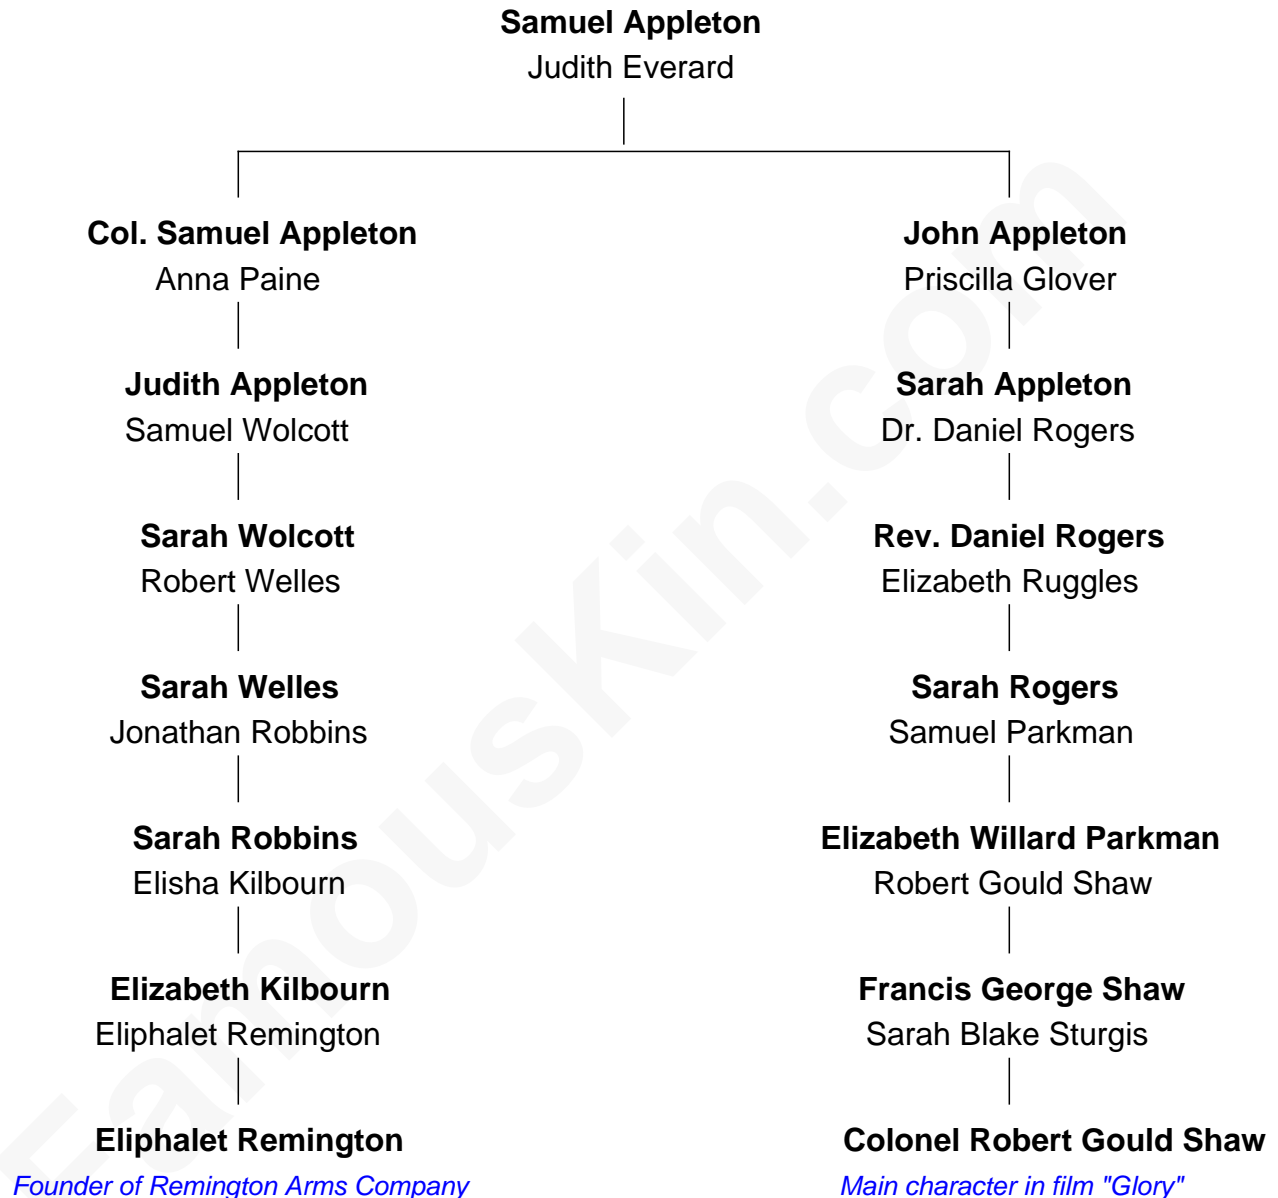 Samuel Appleton
Judith Everard
Col. Samuel Appleton
Anna Paine
Judith Appleton
Samuel Wolcott
Sarah Wolcott
Robert Welles
Sarah Welles
Jonathan Robbins
Sarah Robbins
Elisha Kilbourn
Elizabeth Kilbourn
Eliphalet Remington
Eliphalet Remington
Founder of Remington Arms Company
John Appleton
Priscilla Glover
Sarah Appleton
Dr. Daniel Rogers
Rev. Daniel Rogers
Elizabeth Ruggles
Sarah Rogers
Samuel Parkman
Elizabeth Willard Parkman
Robert Gould Shaw
Francis George Shaw
Sarah Blake Sturgis
Colonel Robert Gould Shaw
Main character in film "Glory"
FamousKin.com